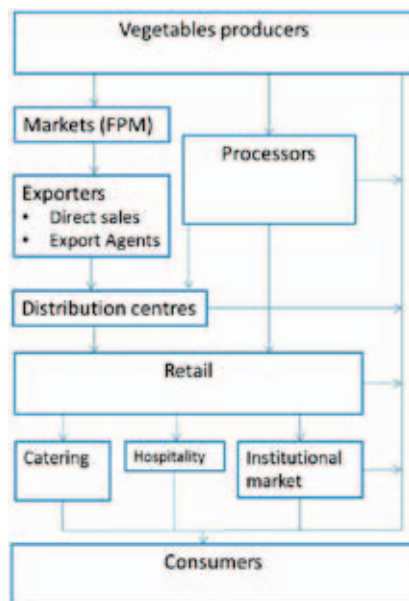 Vegetables producers
Markets (FPM)
Processors
Exporters
• Direct sales
• Export Agents
Distribution centres
Retail
Catering
Hospitality
Institutional
market
Consumers